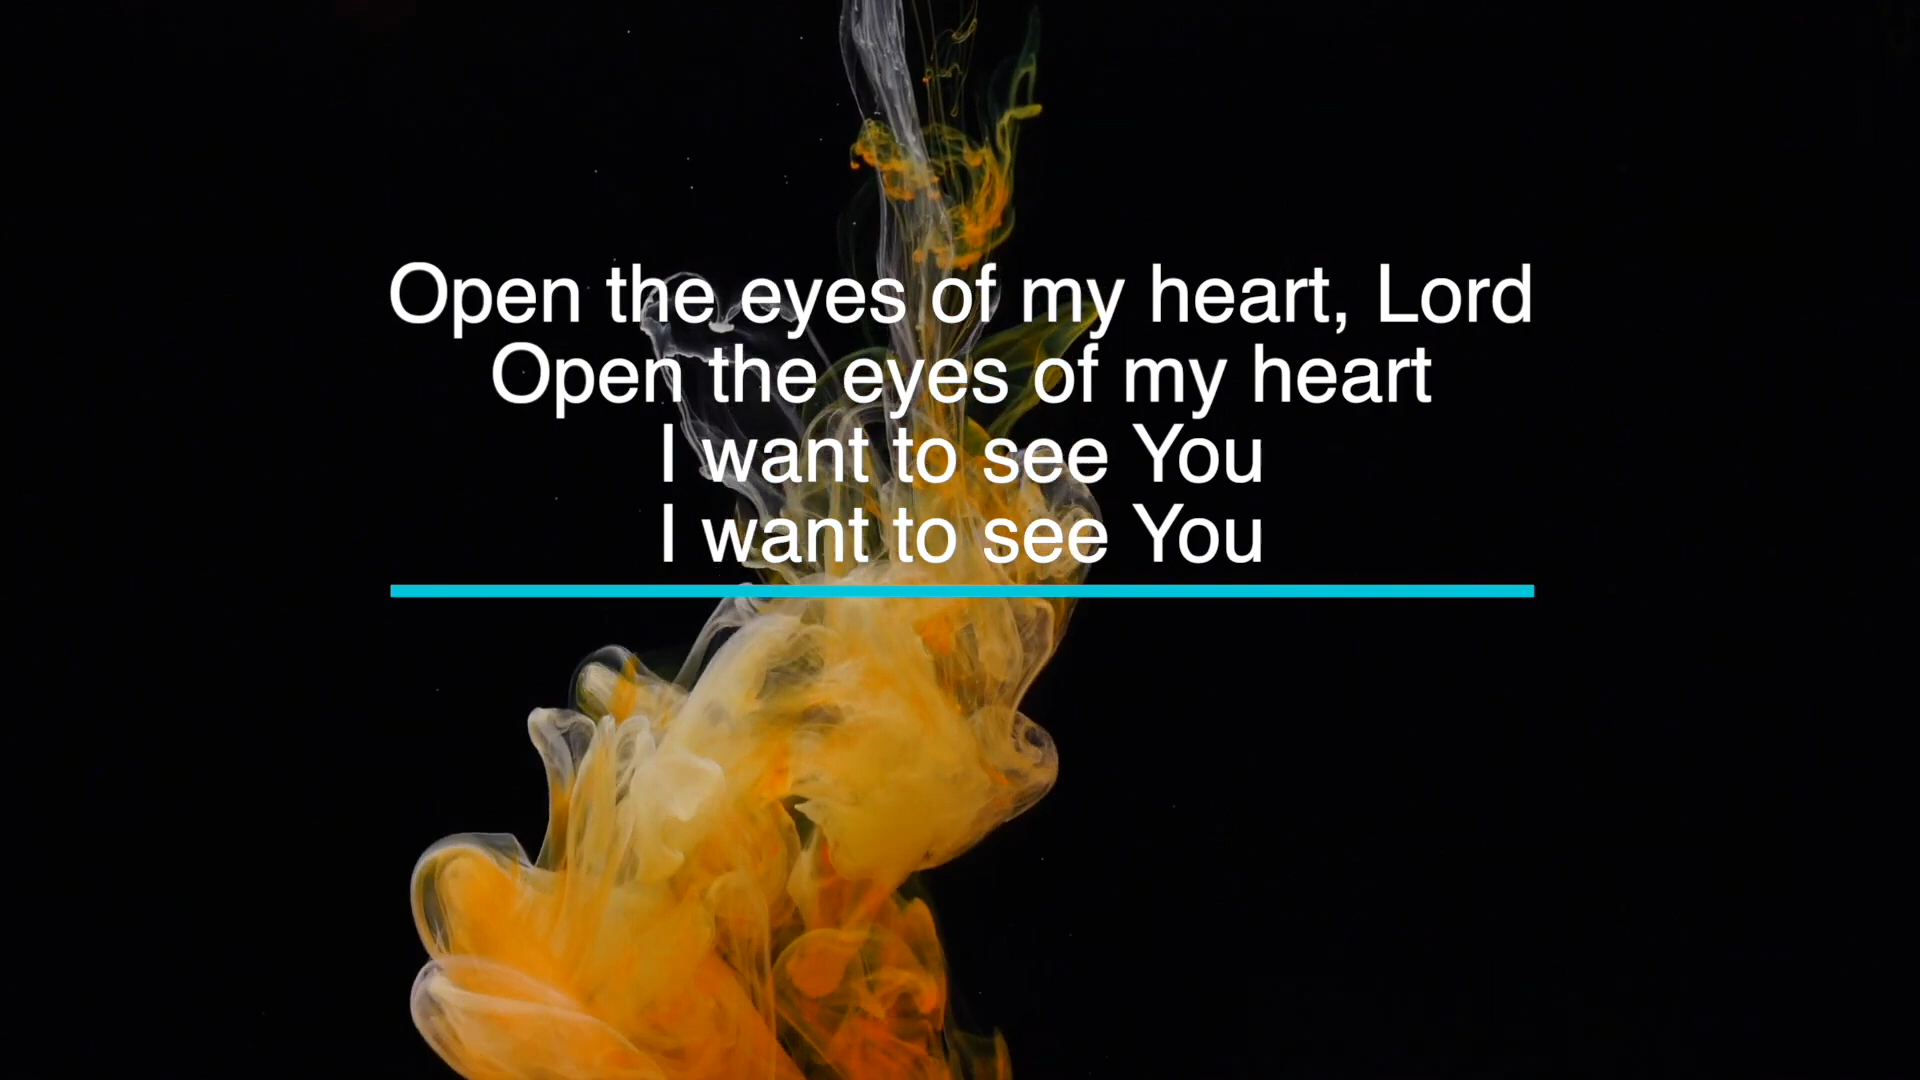 Open the eyes of my heart, Lord
Open the eyes of my heart
I want to see You
I want to see You